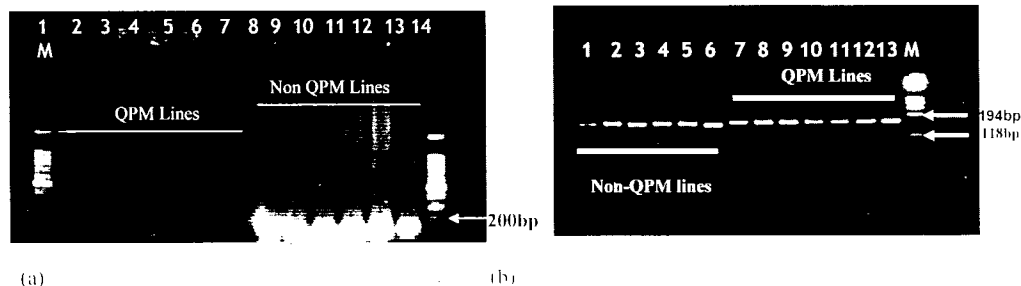 1 2 3 4 5 6 7 8 9 10 11 12 13 14
M
Non QPM Lines
QPM Lines
200bp
(a)
1 2 3 4 5 6 7 8 9 10 11 12 13 M
QPM Lines
194bp
118bp
Non-QPM lines
(b)